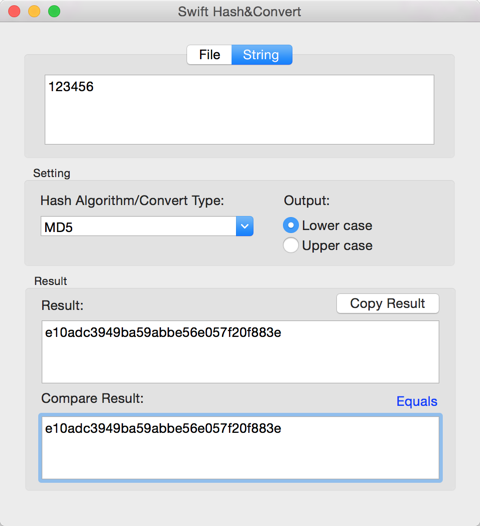 Swift Hash&Convert
File String
123456
Setting
Hash Algorithm/Convert Type: Output:
MD5 Lower case
Upper case
Result
Result: Copy Result
e10adc3949ba59abbe56e057f20f883e
Compare Result: Equals
e10adc3949ba59abbe56e057f20f883e